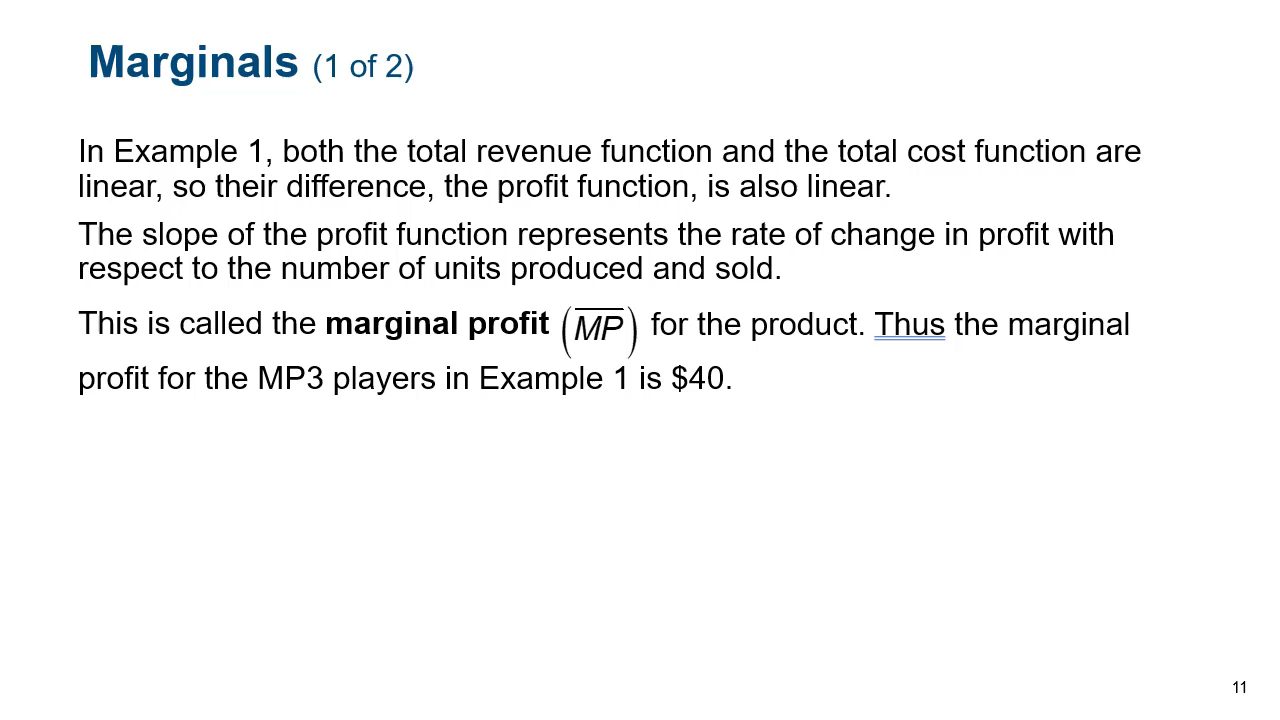 Marginals (1 of 2)
In Example 1, both the total revenue function and the total cost function are
linear, so their difference, the profit function, is also linear.
The slope of the profit function represents the rate of change in profit with
respect to the number of units produced and sold.
This is called the marginal profit (M̅P̅) for the product. Thus the marginal
profit for the MP3 players in Example 1 is $40.
11